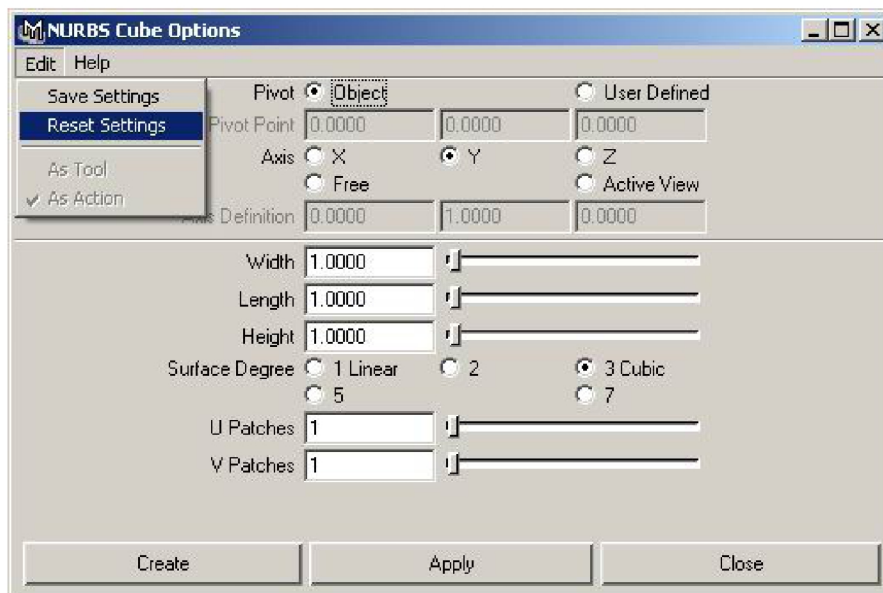 NURBS Cube Options
Edit Help
Save Settings
Reset Settings
As Tool
As Action
Pivot Object User Defined
Pivot Point 0.0000 0.0000 0.0000
Axis X Y Z
Free Active View
Axis Definition 0.0000 1.0000 0.0000
Width 1.0000
Length 1.0000
Height 1.0000
Surface Degree 1 Linear 2 3 Cubic
5 7
U Patches 1
V Patches 1
Create Apply Close